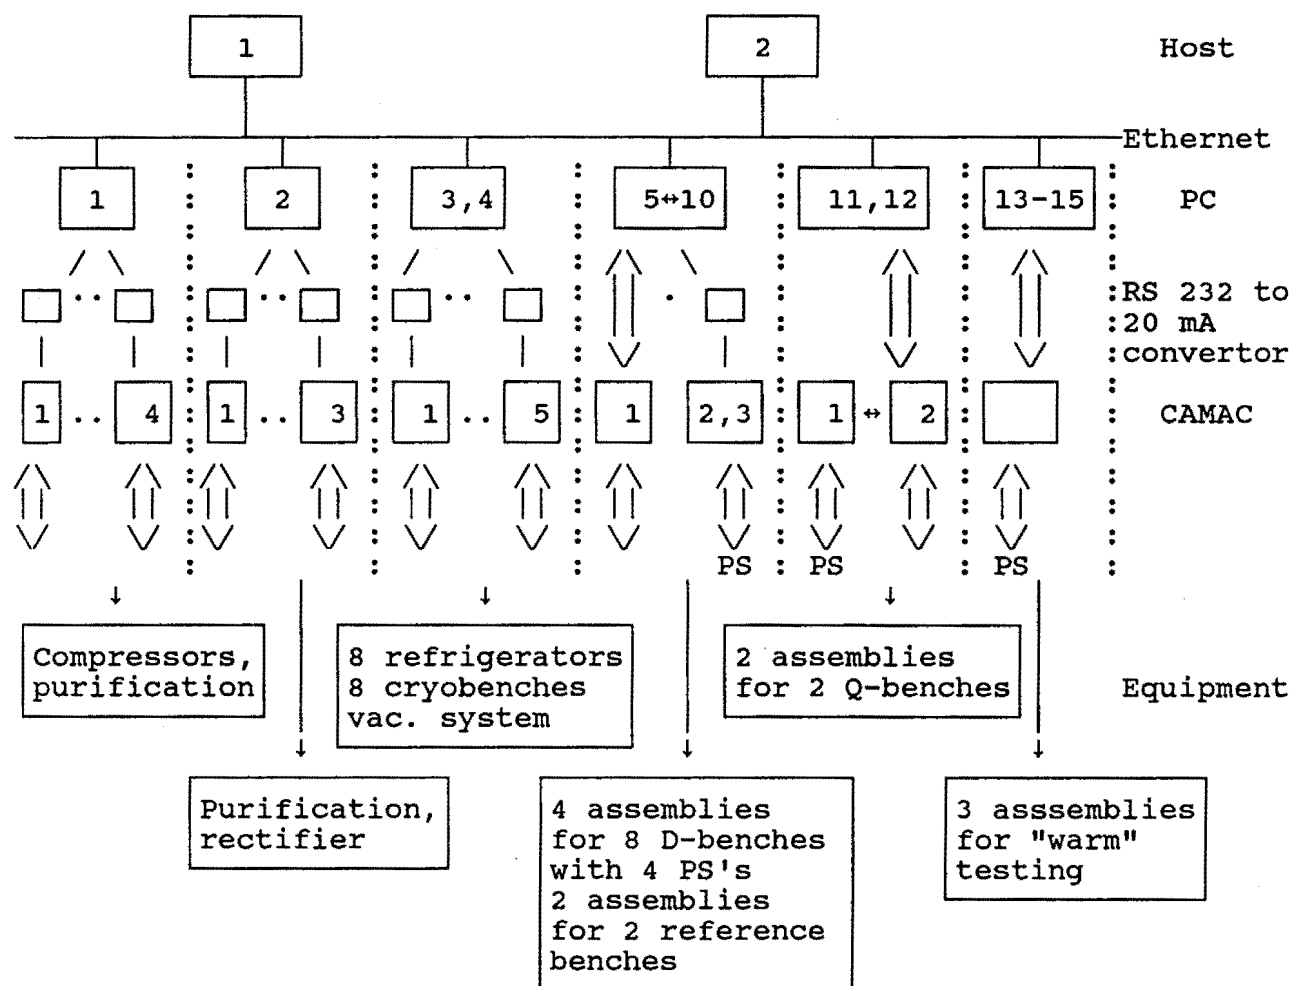 1 2 Host
Ethernet
1 2 3,4 5↔10 11,12 13-15 PC
RS 232 to
20 mA
convertor
1 .. 4 1 .. 3 1 .. 5 1 2,3 1 ↔ 2 CAMAC
PS PS PS
Compressors,
purification
8 refrigerators
8 cryobenches
vac. system
2 assemblies
for 2 Q-benches
Equipment
Purification,
rectifier
4 assemblies
for 8 D-benches
with 4 PS's
2 assemblies
for 2 reference
benches
3 asssemblies
for "warm"
testing